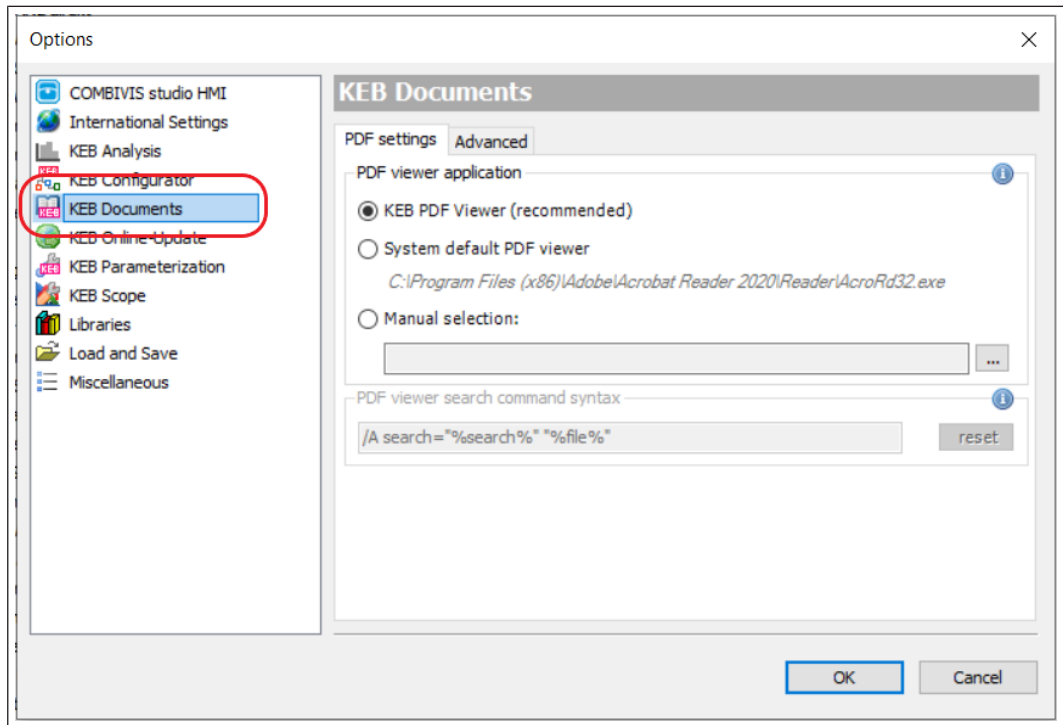 Options
COMBIVIS studio HMI
International Settings
KEB Analysis
KEB Configurator
KEB Documents
KEB Online-Update
KEB Parameterization
KEB Scope
Libraries
Load and Save
Miscellaneous
KEB Documents
PDF settings Advanced
PDF viewer application
KEB PDF Viewer (recommended)
System default PDF viewer
C:\Program Files (x86)\Adobe\Acrobat Reader 2020\Reader\AcroRd32.exe
Manual selection:
...
PDF viewer search command syntax
/A search="%search%" "%file%"
reset
OK Cancel